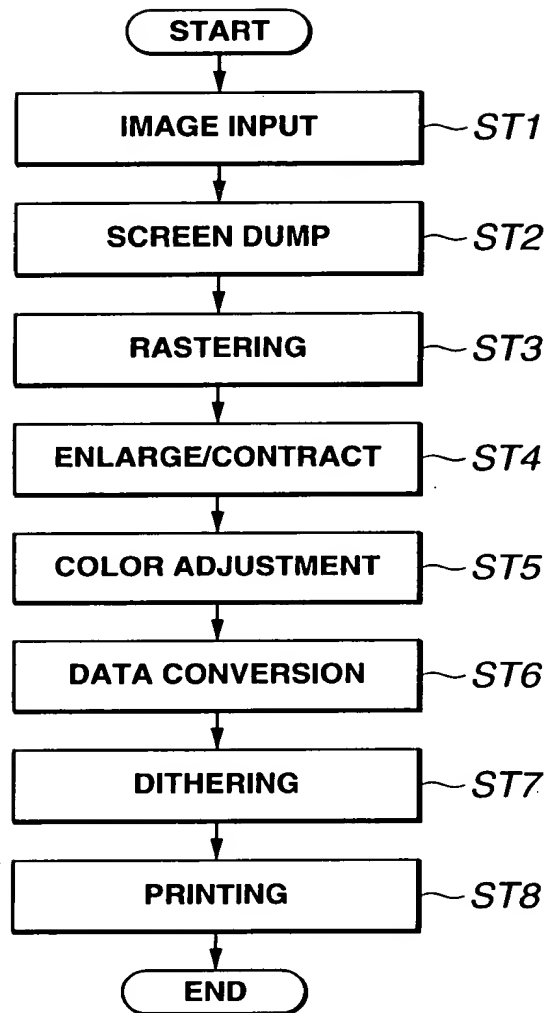 START
IMAGE INPUT ST1
SCREEN DUMP ST2
RASTERING ST3
ENLARGE/CONTRACT ST4
COLOR ADJUSTMENT ST5
DATA CONVERSION ST6
DITHERING ST7
PRINTING ST8
END